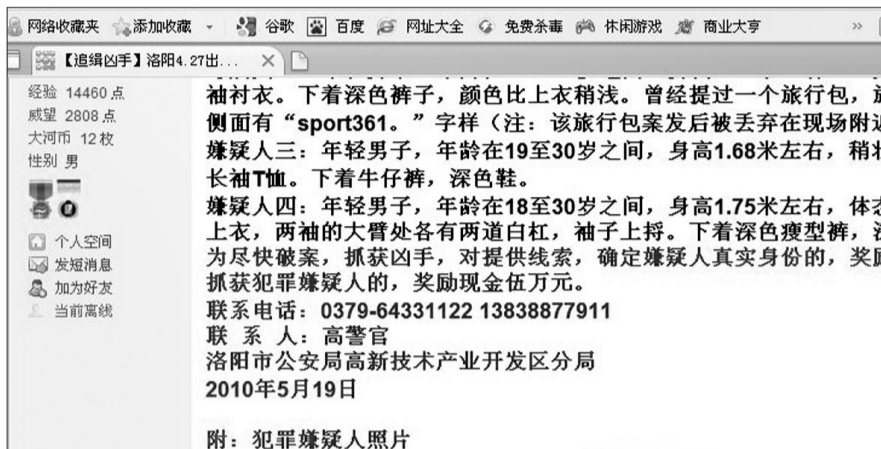 网络收藏夹 添加收藏 谷歌 百度 网址大全 免费杀毒 休闲游戏 商业大亨 »
【追缉凶手】洛阳4.27出...
经验 14460 点
威望 2808 点
大河币 12 枚
性别 男
个人空间
发短消息
加为好友
当前离线
袖衬衣。下着深色裤子，颜色比上衣稍浅。曾经提过一个旅行包，
侧面有“sport361。”字样（注：该旅行包案发后被丢弃在现场附近
嫌疑人三：年轻男子，年龄在19至30岁之间，身高1.68米左右，稍壮
长袖T恤。下着牛仔裤，深色鞋。
嫌疑人四：年轻男子，年龄在18至30岁之间，身高1.75米左右，体态
上衣，两袖的大臂处各有两道白杠，袖子上捋。下着深色瘦型裤，
为尽快破案，抓获凶手，对提供线索，确定嫌疑人真实身份的，奖励
抓获犯罪嫌疑人的，奖励现金伍万元。
联系电话：0379-64331122 13838877911
联 系 人：高警官
洛阳市公安局高新技术产业开发区分局
2010年5月19日
附：犯罪嫌疑人照片